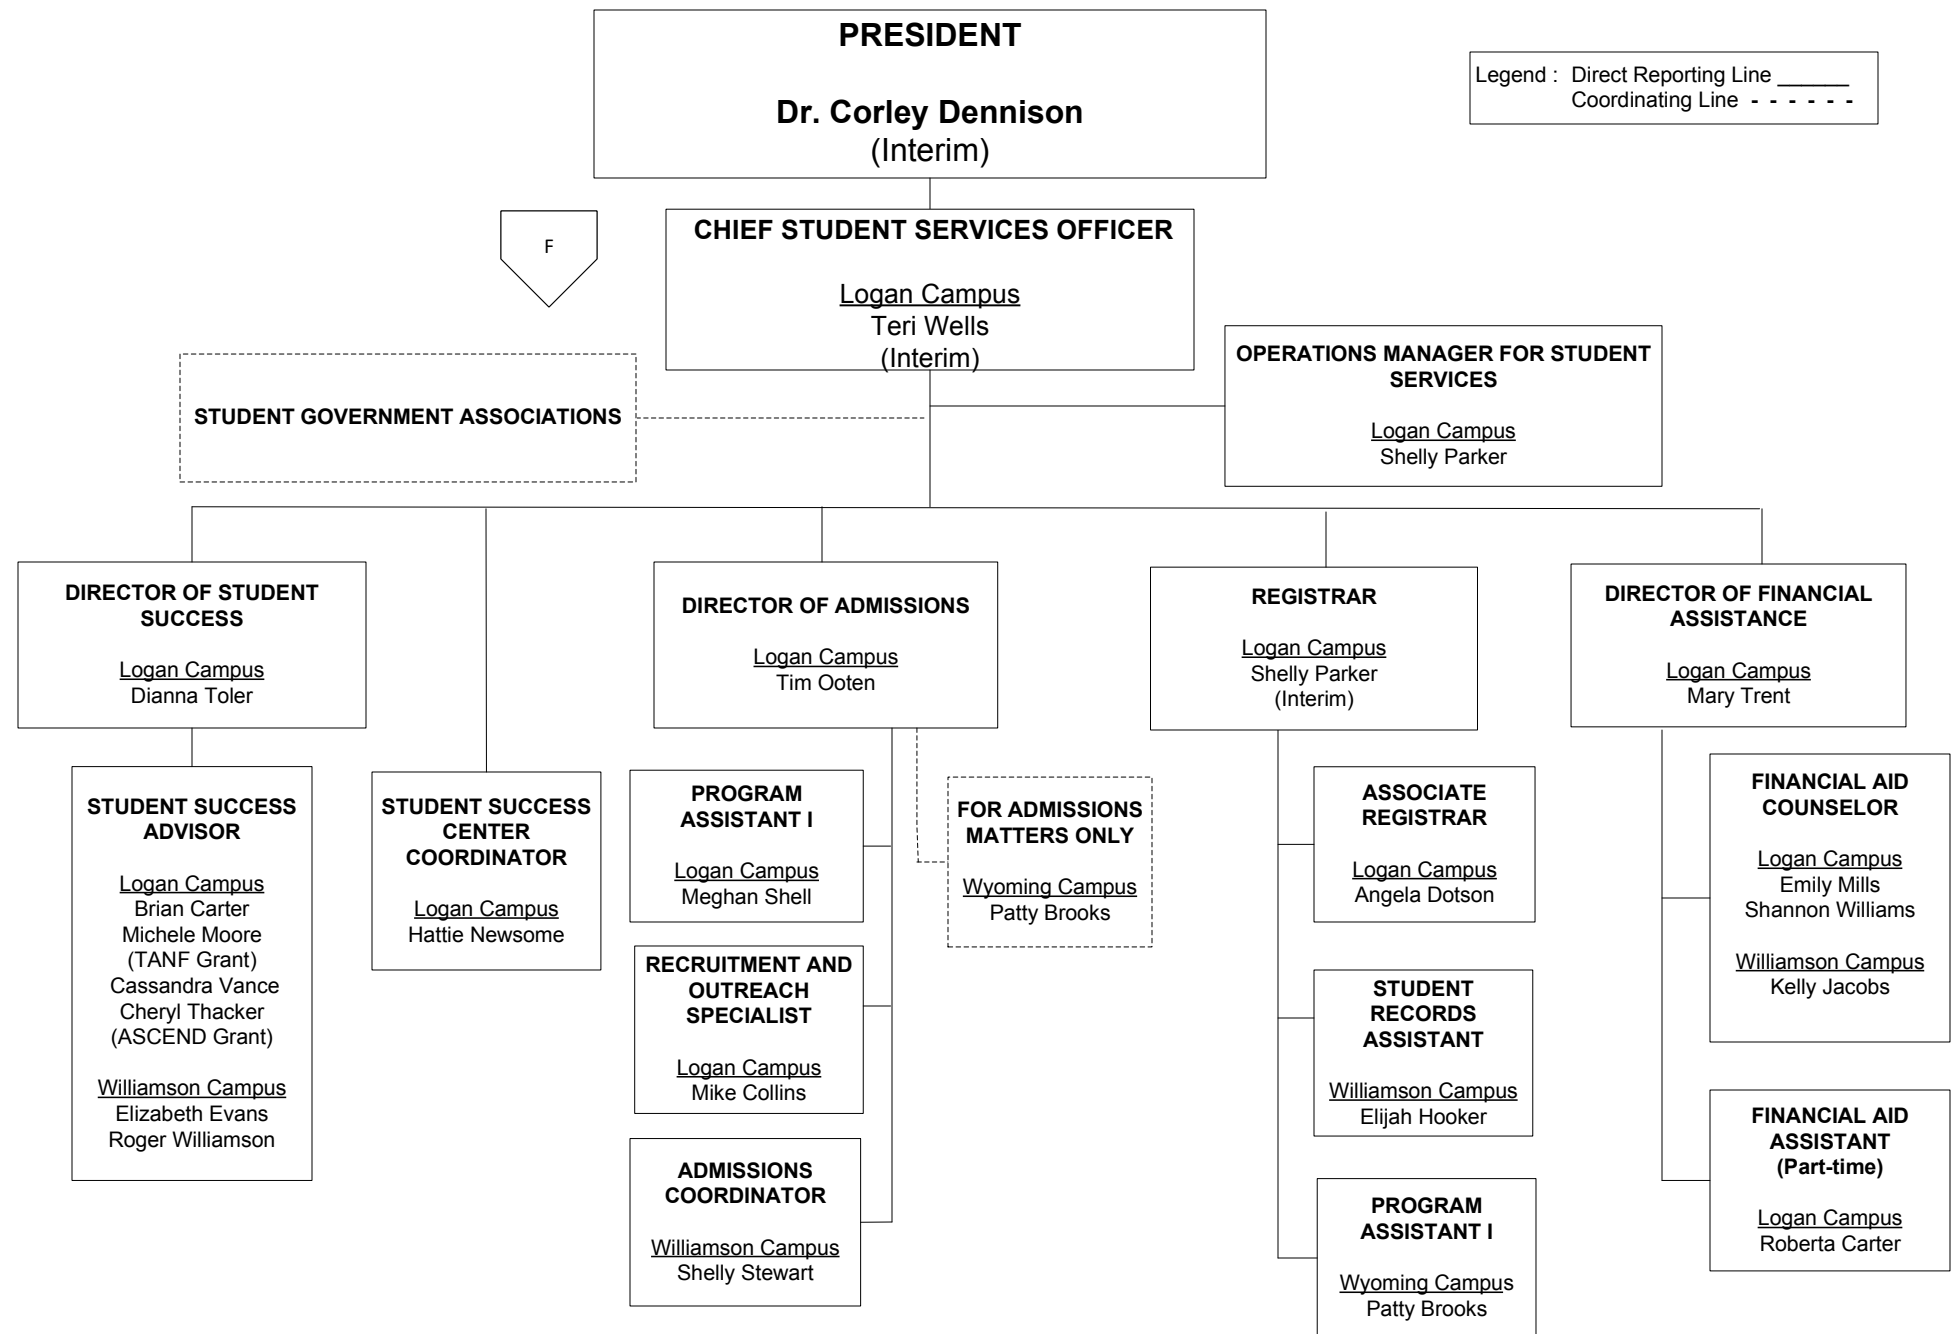 PRESIDENT
Dr. Corley Dennison
(Interim)
Legend : Direct Reporting Line ______
Coordinating Line - - - - - -
F
CHIEF STUDENT SERVICES OFFICER
Logan Campus
Teri Wells
(Interim)
STUDENT GOVERNMENT ASSOCIATIONS
OPERATIONS MANAGER FOR STUDENT
SERVICES
Logan Campus
Shelly Parker
DIRECTOR OF STUDENT
SUCCESS
Logan Campus
Dianna Toler
DIRECTOR OF ADMISSIONS
Logan Campus
Tim Ooten
REGISTRAR
Logan Campus
Shelly Parker
(Interim)
DIRECTOR OF FINANCIAL
ASSISTANCE
Logan Campus
Mary Trent
STUDENT SUCCESS
ADVISOR
Logan Campus
Brian Carter
Michele Moore
(TANF Grant)
Cassandra Vance
Cheryl Thacker
(ASCEND Grant)
Williamson Campus
Elizabeth Evans
Roger Williamson
STUDENT SUCCESS
CENTER
COORDINATOR
Logan Campus
Hattie Newsome
PROGRAM
ASSISTANT I
Logan Campus
Meghan Shell
RECRUITMENT AND
OUTREACH
SPECIALIST
Logan Campus
Mike Collins
ADMISSIONS
COORDINATOR
Williamson Campus
Shelly Stewart
FOR ADMISSIONS
MATTERS ONLY
Wyoming Campus
Patty Brooks
ASSOCIATE
REGISTRAR
Logan Campus
Angela Dotson
STUDENT
RECORDS
ASSISTANT
Williamson Campus
Elijah Hooker
PROGRAM
ASSISTANT I
Wyoming Campus
Patty Brooks
FINANCIAL AID
COUNSELOR
Logan Campus
Emily Mills
Shannon Williams
Williamson Campus
Kelly Jacobs
FINANCIAL AID
ASSISTANT
(Part-time)
Logan Campus
Roberta Carter